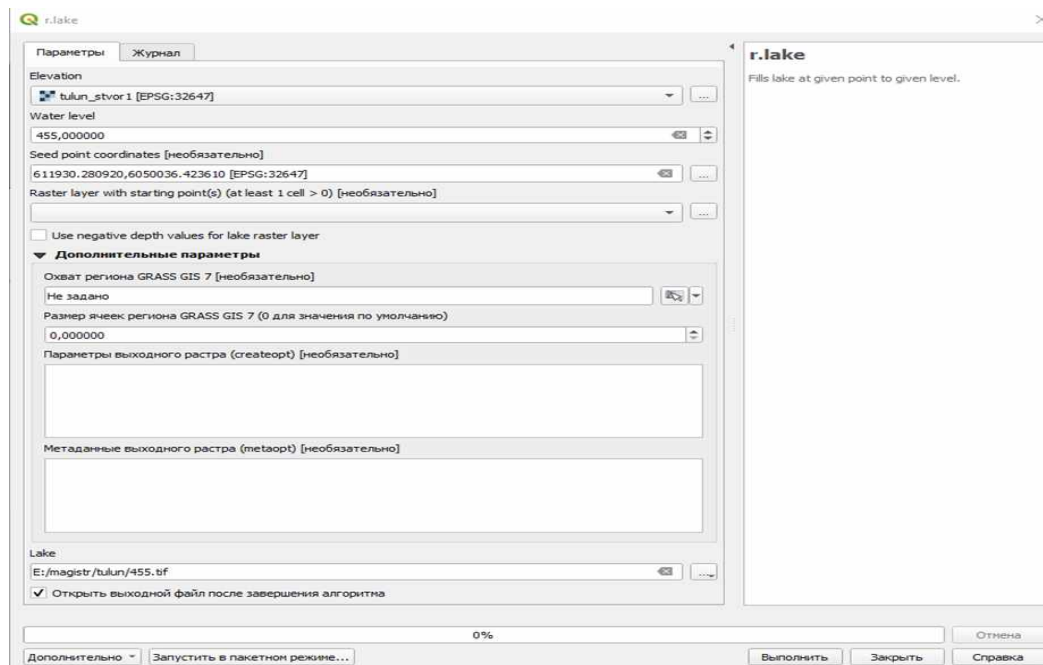 r.lake
Параметры Журнал
Elevation
tulun_stvor1 [EPSG:32647]
...
Water level
455,000000
Seed point coordinates [необязательно]
611930.280920,6050036.423610 [EPSG:32647]
...
Raster layer with starting point(s) (at least 1 cell > 0) [необязательно]
...
Use negative depth values for lake raster layer
Дополнительные параметры
Охват региона GRASS GIS 7 [необязательно]
Не задано
Размер ячеек региона GRASS GIS 7 (0 для значения по умолчанию)
0,000000
Параметры выходного растра (createopt) [необязательно]
Метаданные выходного растра (metaopt) [необязательно]
Lake
E:/magistr/tulun/455.tif
...
Открыть выходной файл после завершения алгоритма
r.lake
Fills lake at given point to given level.
0% Отмена
Дополнительно Запустить в пакетном режиме... Выполнить Закрыть Справка